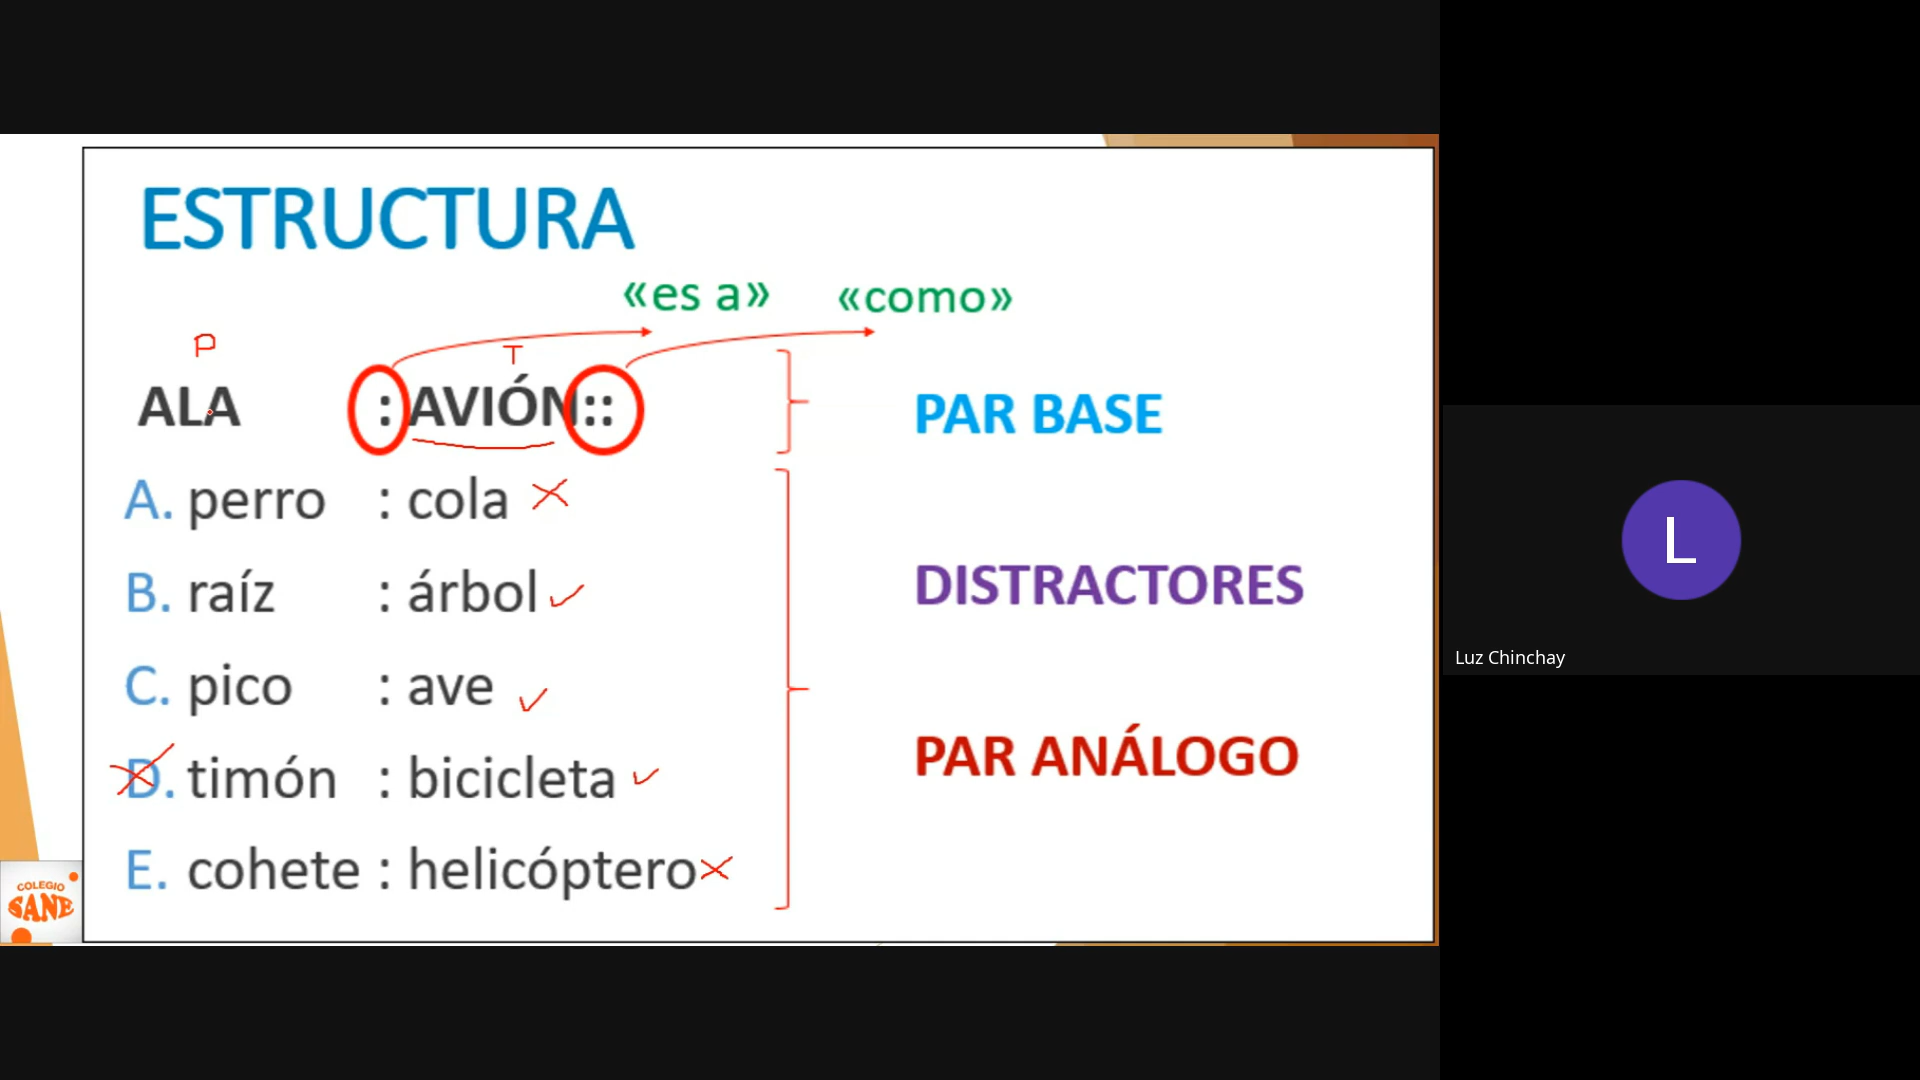 ESTRUCTURA
«es a» «como»
P T
ALA : AVIÓN::
PAR BASE
A. perro : cola
B. raíz : árbol
DISTRACTORES
C. pico : ave
D. timón : bicicleta
PAR ANÁLOGO
E. cohete : helicóptero
COLEGIO
SANE
L
Luz Chinchay